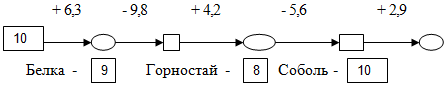 + 6,3 - 9,8 + 4,2 - 5,6 + 2,9
10
Белка - 9 Горностай - 8 Соболь - 10